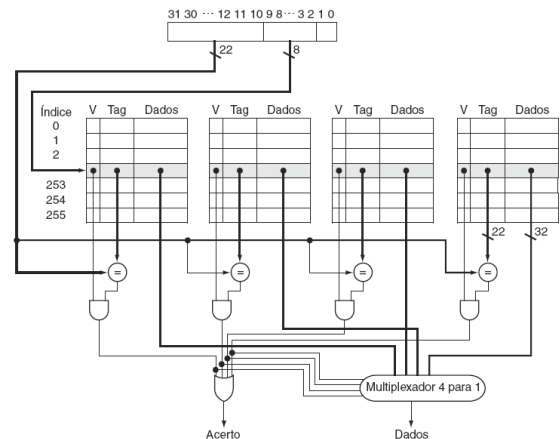 31 30 ··· 12 11 10 9 8 ··· 3 2 1 0
22
8
Índice
V Tag Dados
V Tag Dados
V Tag Dados
V Tag Dados
0
1
2
253
254
255
22
32
=
=
=
=
Multiplexador 4 para 1
Acerto
Dados